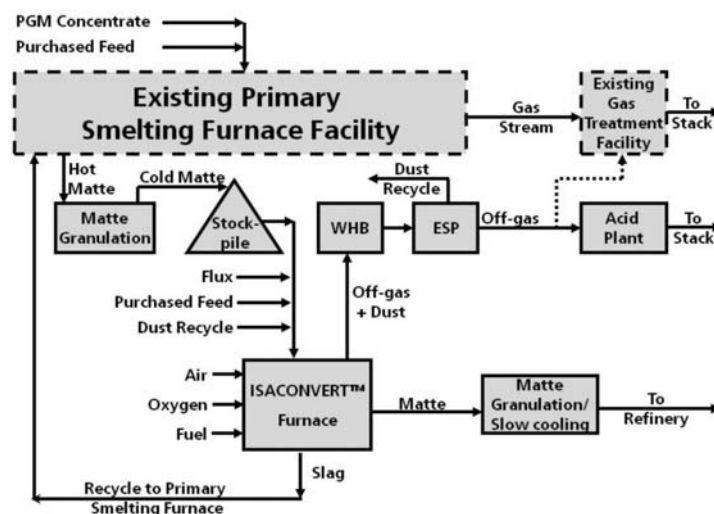 PGM Concentrate
Purchased Feed
Existing Primary
Smelting Furnace Facility
Gas
Stream
Existing
Gas
Treatment
Facility
To
Stack
Hot
Matte
Cold Matte
Matte
Granulation
Stock-
pile
Dust
Recycle
WHB
ESP
Off-gas
Acid
Plant
To
Stack
Flux
Purchased Feed
Dust Recycle
Off-gas
+ Dust
Air
Oxygen
Fuel
ISACONVERT™
Furnace
Matte
Matte
Granulation/
Slow cooling
To
Refinery
Slag
Recycle to Primary
Smelting Furnace